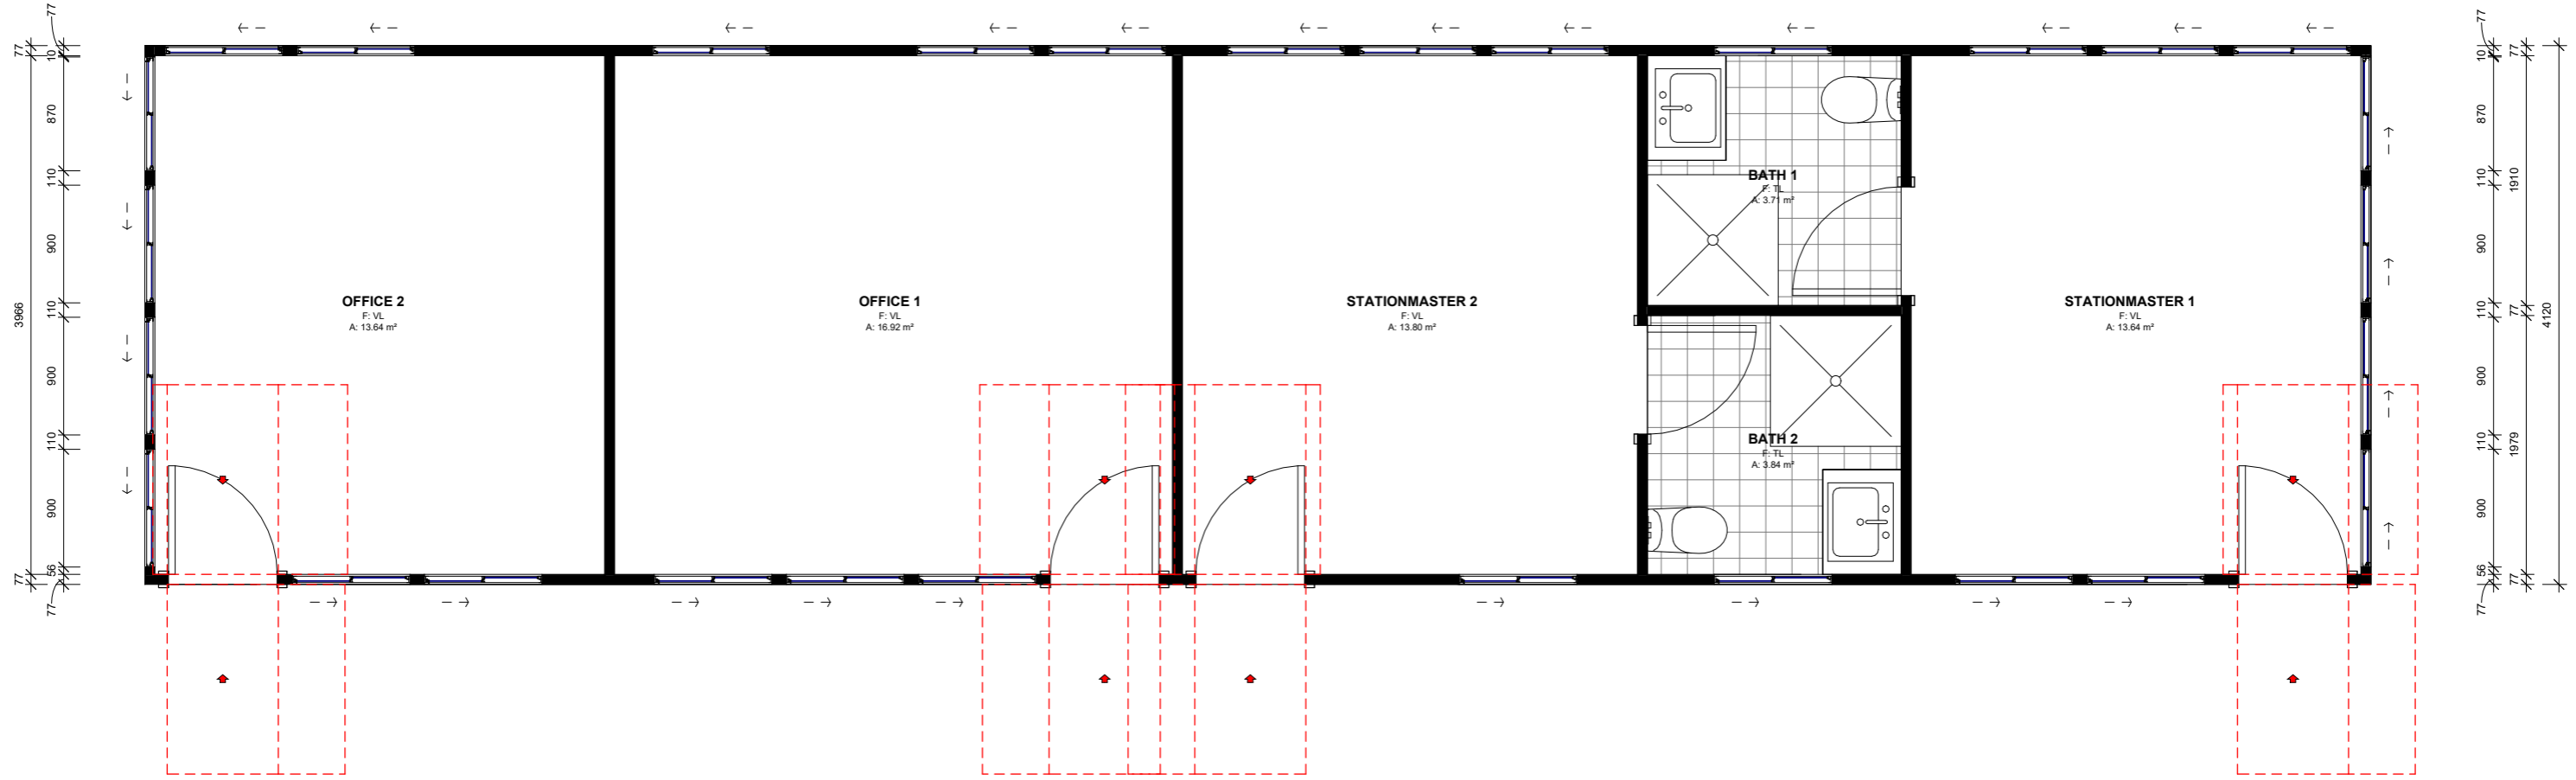 77
77
10
870
110
900
110
900
110
900
56
77
77
3966
OFFICE 2
F: VL
A: 13.64 m²
OFFICE 1
F: VL
A: 16.92 m²
STATIONMASTER 2
F: VL
A: 13.80 m²
BATH 1
F: TL
A: 3.71 m²
BATH 2
F: TL
A: 3.84 m²
STATIONMASTER 1
F: VL
A: 13.64 m²
77
10
870
110
900
110
900
110
900
56
77
77
1910
77
1979
77
4120